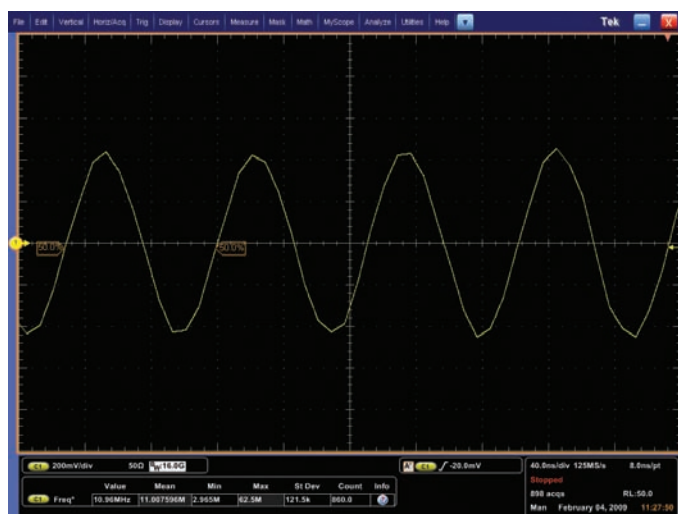 File Edit Vertical Horiz/Acq Trig Display Cursors Measure Mask Math MyScope Analyze Utilities Help Tek X
1 50.0% 50.0%
C1 200mV/div 50Ω BW:16.0G
A' C1 -20.0mV
40.0ns/div 125MS/s 8.0ns/pt
Stopped
898 acqs RL:50.0
Man February 04, 2009 11:27:50
Value Mean Min Max St Dev Count Info
C1 Freq* 10.96MHz 11.007596M 2.965M 62.5M 121.5k 860.0